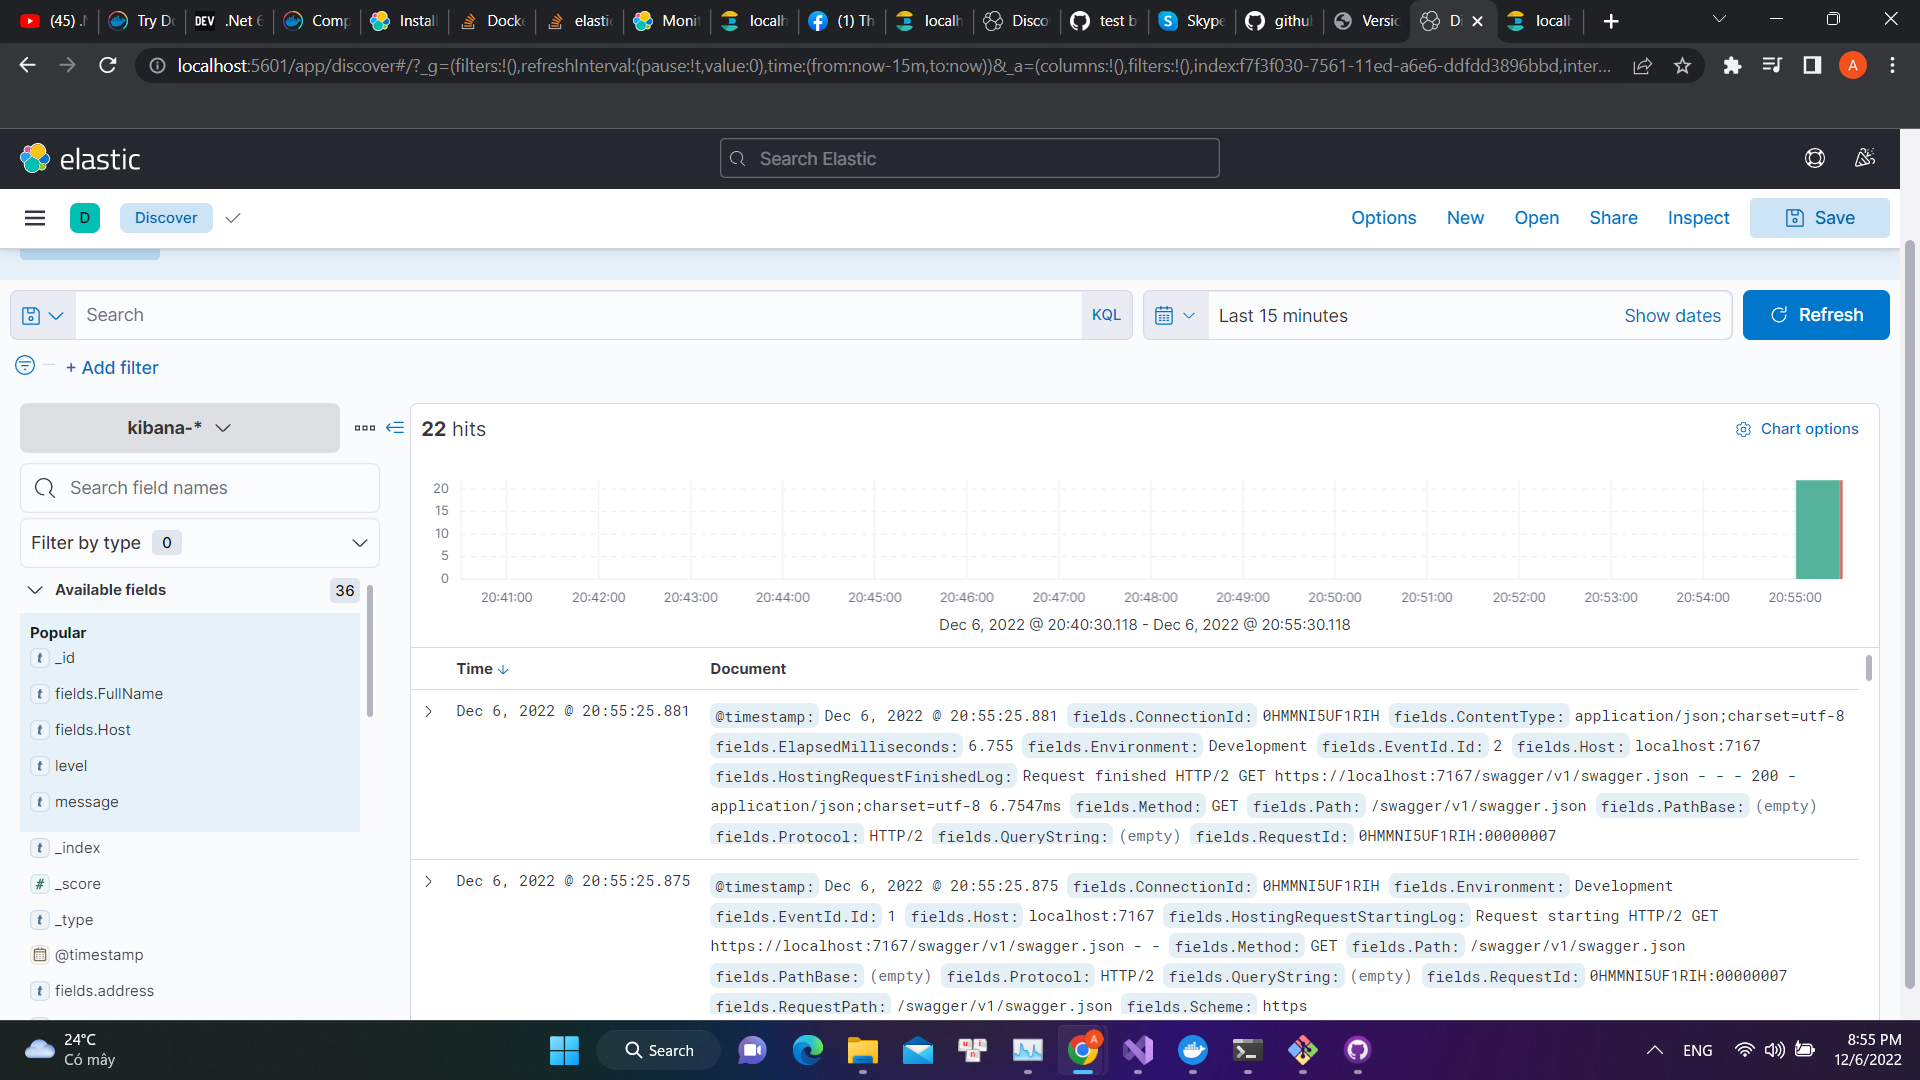 (45) .N
Try Do
DEV .Net 6
Comp
Install
Docke
elastic
Monit
localh
(1) Th
localh
Disco
test b
Skype
githu
Versio
Di
localh
localhost:5601/app/discover#/?_g=(filters:!(),refreshInterval:(pause:!t,value:0),time:(from:now-15m,to:now))&_a=(columns:!(),filters:!(),index:f7f3f030-7561-11ed-a6e6-ddfdd3896bbd,inter...
A
elastic
Search Elastic
D Discover
Options New Open Share Inspect Save
Search KQL
Last 15 minutes Show dates
Refresh
+ Add filter
kibana-*
22 hits
Chart options
Search field names
Filter by type 0
Available fields 36
Popular
t _id
t fields.FullName
t fields.Host
t level
t message
t _index
# _score
t _type
@timestamp
t fields.address
20
15
10
5
0
20:41:00 20:42:00 20:43:00 20:44:00 20:45:00 20:46:00 20:47:00 20:48:00 20:49:00 20:50:00 20:51:00 20:52:00 20:53:00 20:54:00 20:55:00
Dec 6, 2022 @ 20:40:30.118 - Dec 6, 2022 @ 20:55:30.118
Time Document
Dec 6, 2022 @ 20:55:25.881 @timestamp: Dec 6, 2022 @ 20:55:25.881 fields.ConnectionId: 0HMMNI5UF1RIH fields.ContentType: application/json;charset=utf-8
fields.ElapsedMilliseconds: 6.755 fields.Environment: Development fields.EventId.Id: 2 fields.Host: localhost:7167
fields.HostingRequestFinishedLog: Request finished HTTP/2 GET https://localhost:7167/swagger/v1/swagger.json - - - 200 -
application/json;charset=utf-8 6.7547ms fields.Method: GET fields.Path: /swagger/v1/swagger.json fields.PathBase: (empty)
fields.Protocol: HTTP/2 fields.QueryString: (empty) fields.RequestId: 0HMMNI5UF1RIH:00000007
Dec 6, 2022 @ 20:55:25.875 @timestamp: Dec 6, 2022 @ 20:55:25.875 fields.ConnectionId: 0HMMNI5UF1RIH fields.Environment: Development
fields.EventId.Id: 1 fields.Host: localhost:7167 fields.HostingRequestStartingLog: Request starting HTTP/2 GET
https://localhost:7167/swagger/v1/swagger.json - - fields.Method: GET fields.Path: /swagger/v1/swagger.json
fields.PathBase: (empty) fields.Protocol: HTTP/2 fields.QueryString: (empty) fields.RequestId: 0HMMNI5UF1RIH:00000007
fields.RequestPath: /swagger/v1/swagger.json fields.Scheme: https
24°C
Có mây
Search
A
ENG
8:55 PM
12/6/2022